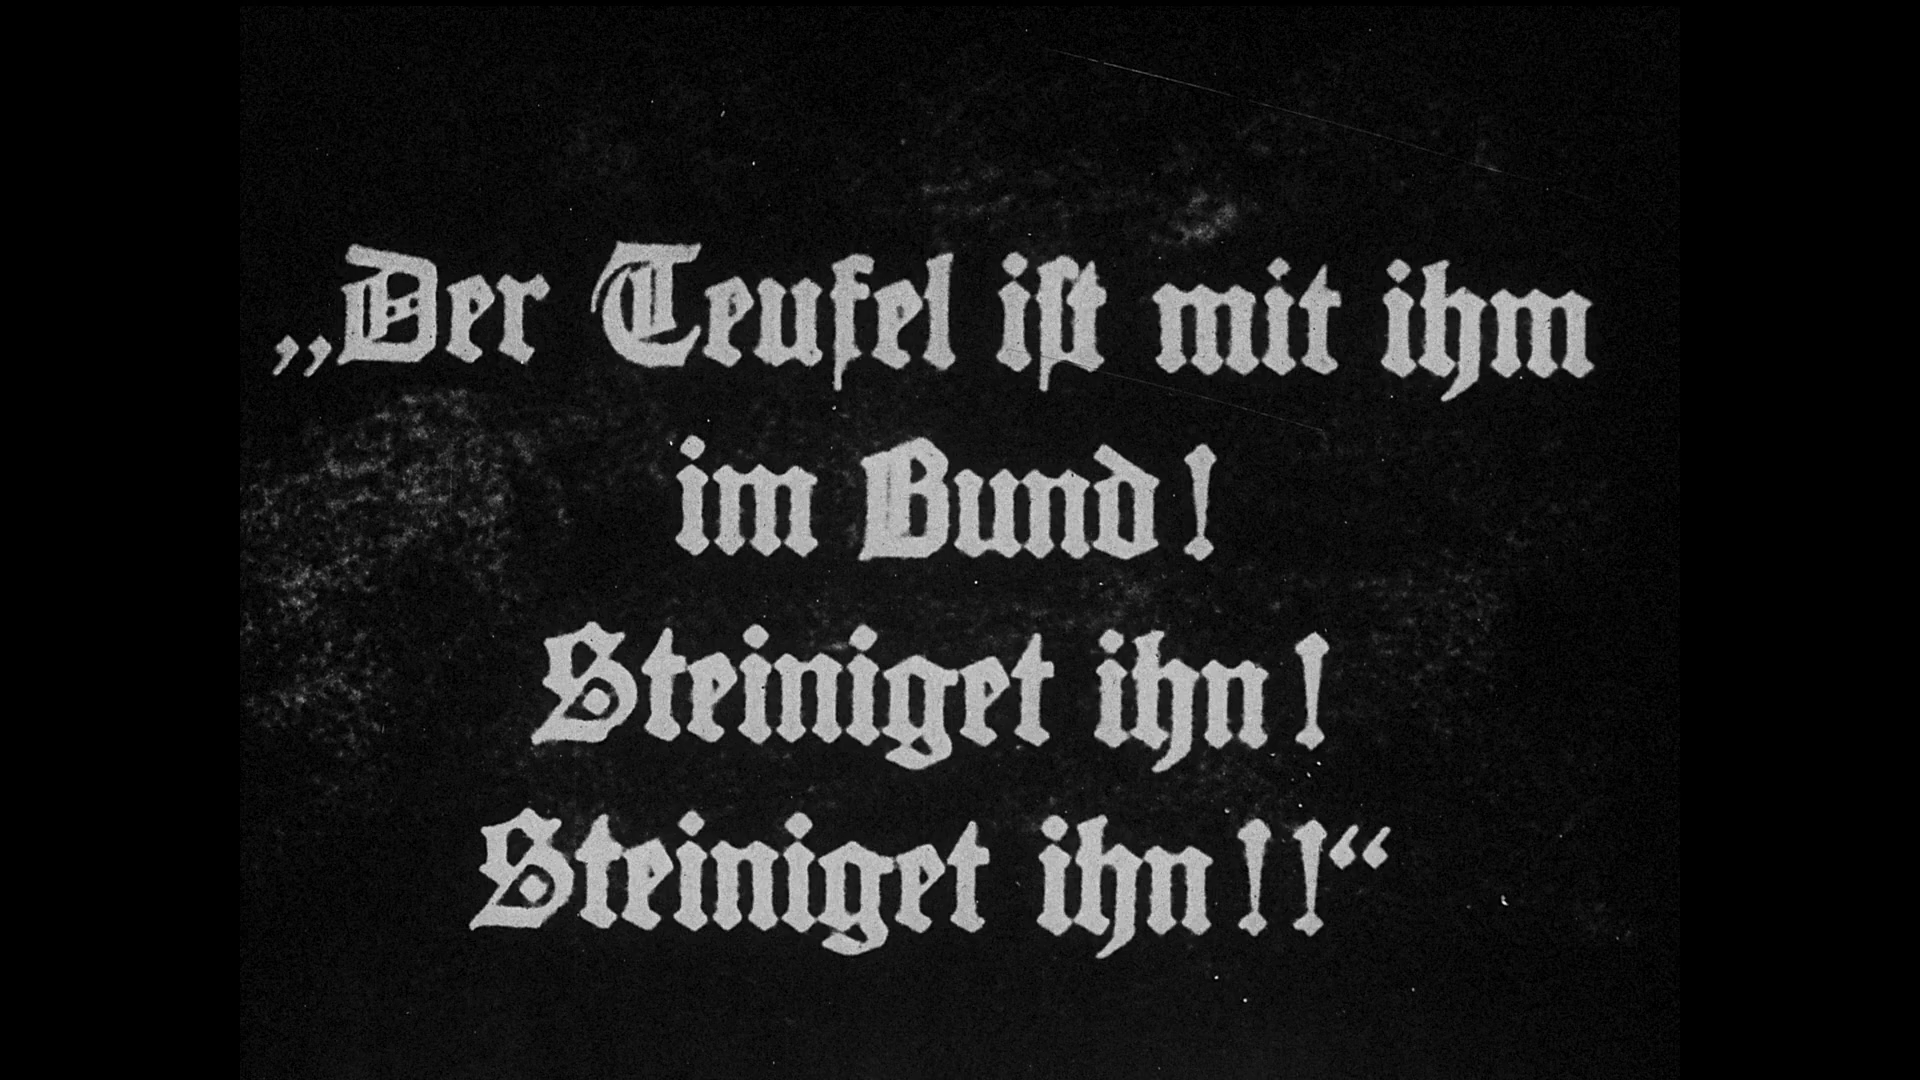 „Der Teufel iſt mit ihm
im Bund!
Steiniget ihn!
Steiniget ihn!!“